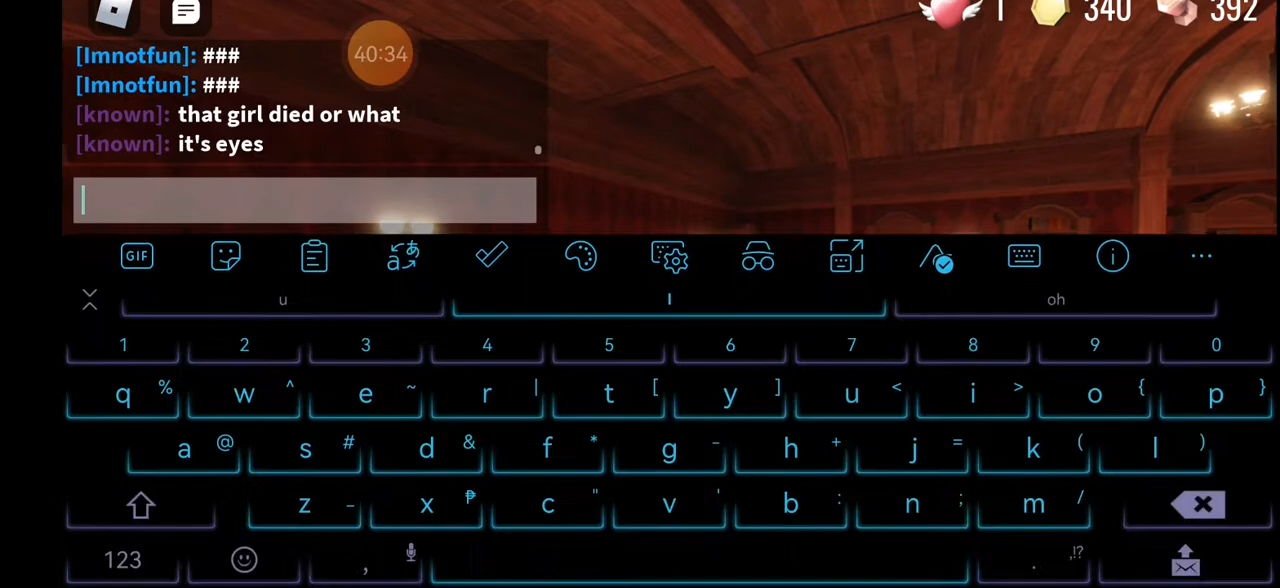 1 340 392
[Imnotfun]: ###
40:34
[Imnotfun]: ###
[known]: that girl died or what
[known]: it's eyes
GIF
u I oh
1 2 3 4 5 6 7 8 9 0
q % w ^ e ~ r | t [ y ] u < i > o { p }
a @ s # d & f * g - h + j = k ( l )
z _ x ₱ c " v ' b : n ; m /
123 , . ,!?